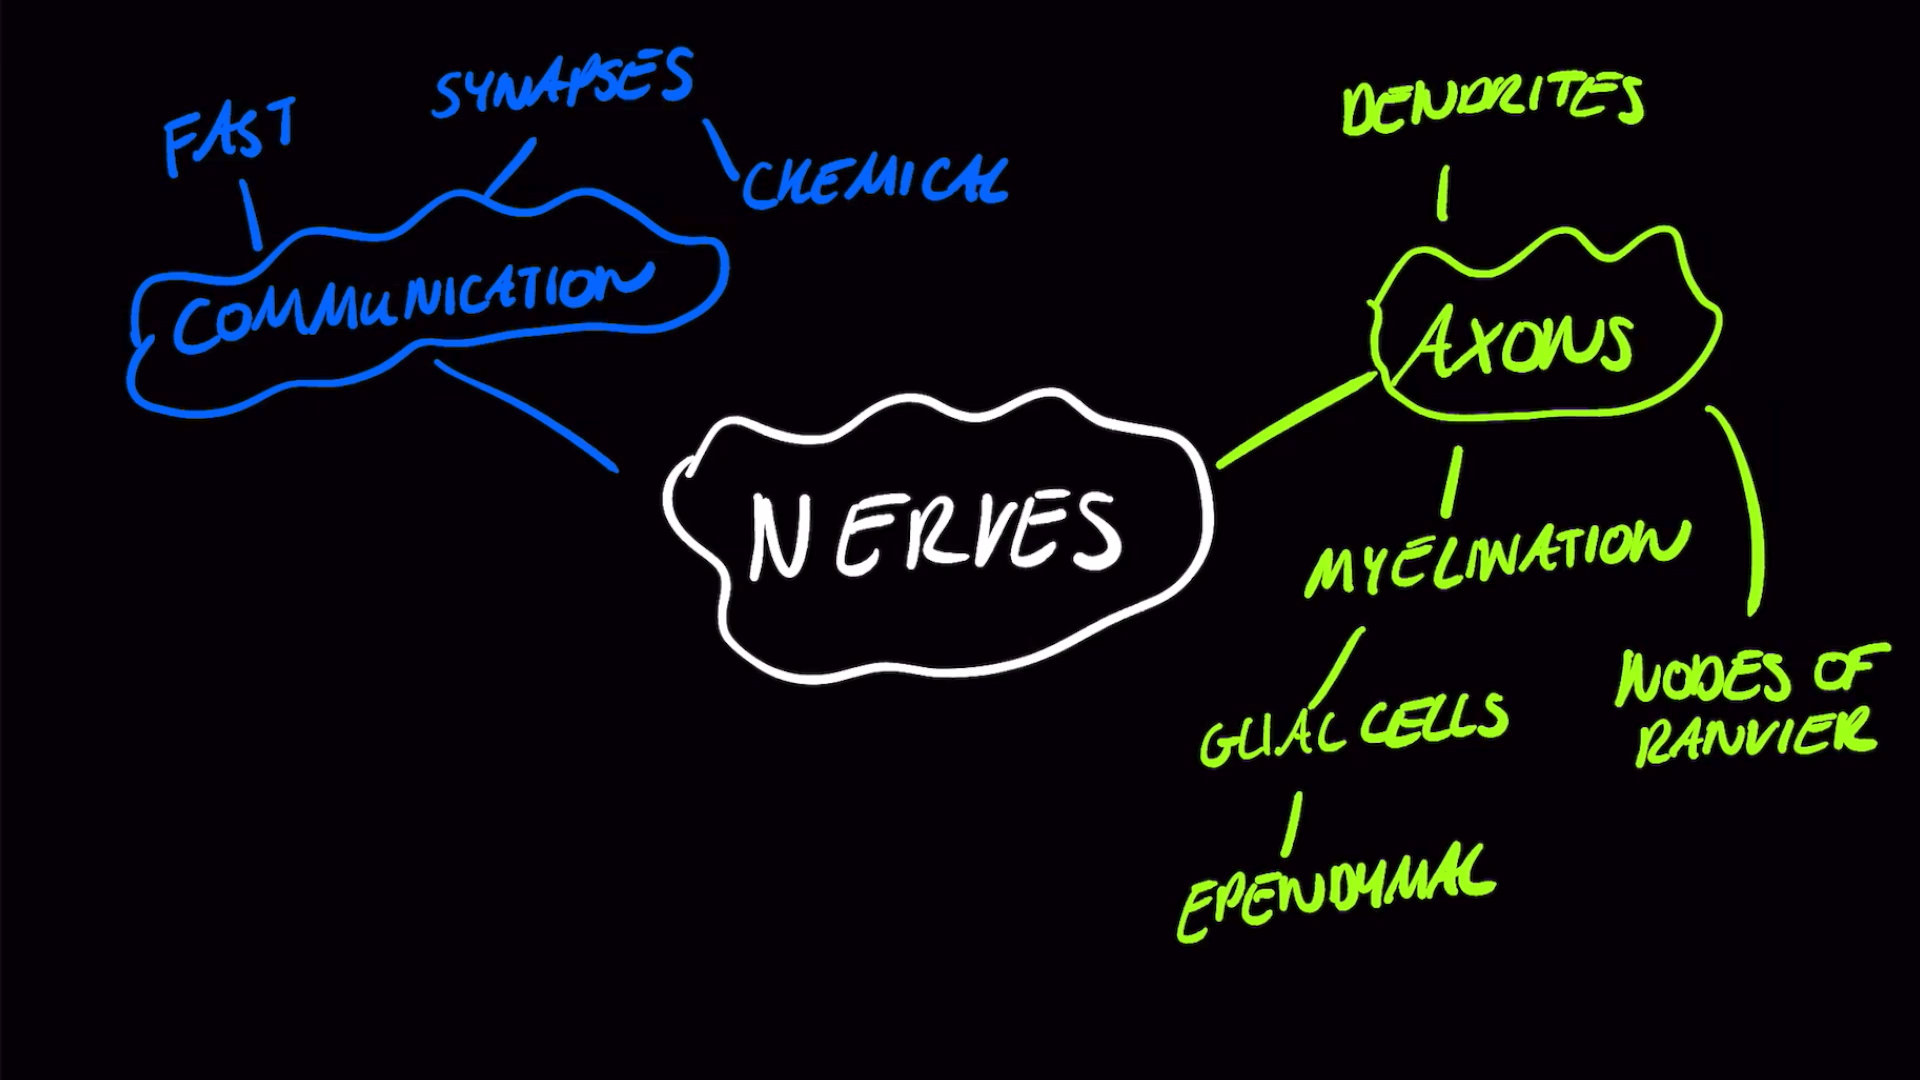 FAST
SYNAPSES
CHEMICAL
COMMUNICATION
NERVES
DENDRITES
AXONS
MYELINATION
NODES OF
RANVIER
GLIAL CELLS
EPENDYMAL